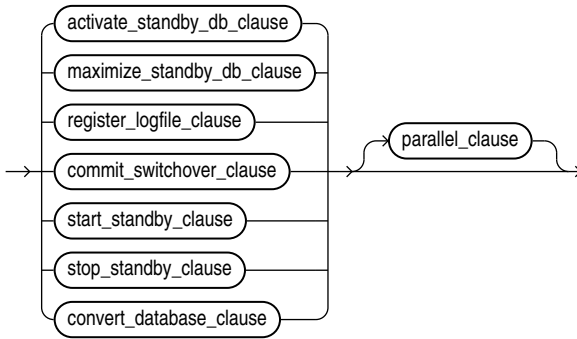 activate_standby_db_clause
maximize_standby_db_clause
register_logfile_clause
parallel_clause
commit_switchover_clause
start_standby_clause
stop_standby_clause
convert_database_clause